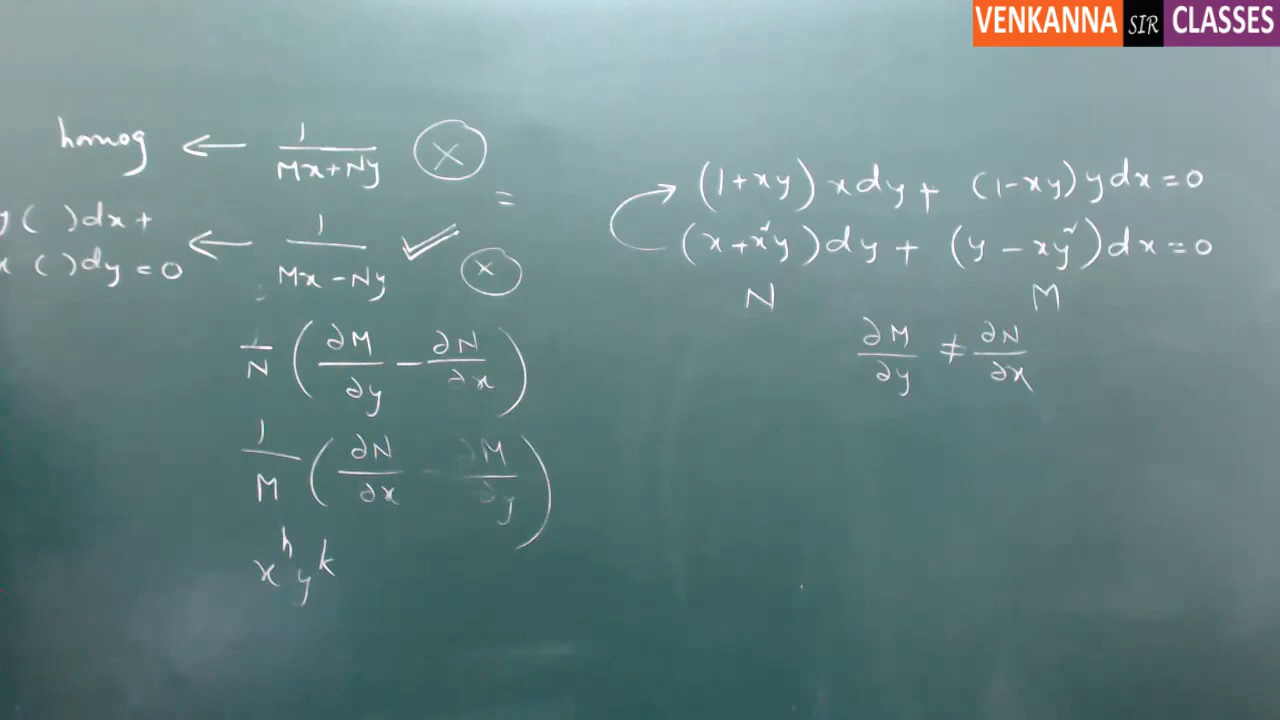 VENKANNA SIR CLASSES
homog ← 1/(Mx+Ny) ⓧ
=
y ( ) dx +
x ( ) dy = 0 ← 1/(Mx-Ny) ✓ ⓧ
1/N (∂M/∂y - ∂N/∂x)
1/M (∂N/∂x - ∂M/∂y)
x^h y^k
(1+xy) x dy + (1-xy) y dx = 0
(x+x²y) dy + (y-xy²) dx = 0
N M
∂M/∂y ≠ ∂N/∂x